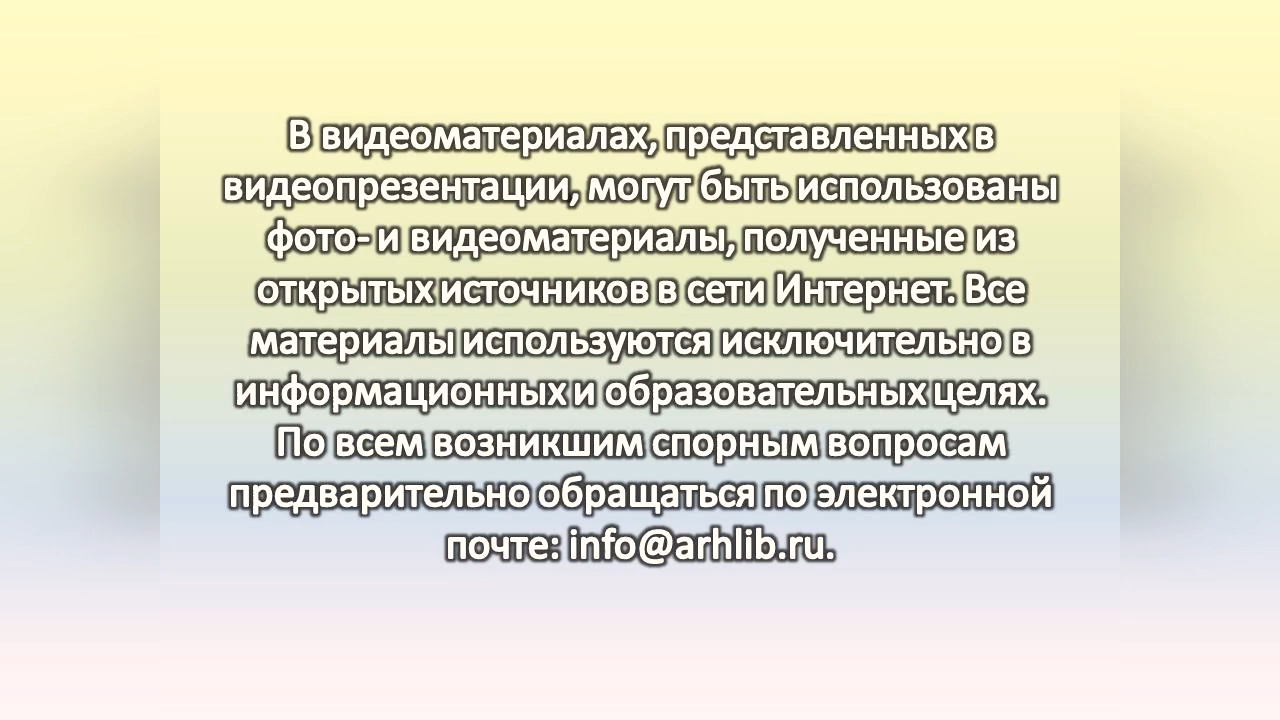 В видеоматериалах, представленных в
видеопрезентации, могут быть использованы
фото- и видеоматериалы, полученные из
открытых источников в сети Интернет. Все
материалы используются исключительно в
информационных и образовательных целях.
По всем возникшим спорным вопросам
предварительно обращаться по электронной
почте: info@arhlib.ru.